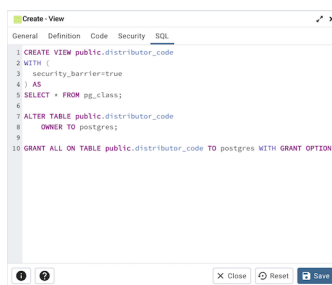 Create - View
General Definition Code Security SQL
1 CREATE VIEW public.distributor_code
2 WITH (
3 security_barrier=true
4 ) AS
5 SELECT * FROM pg_class;
6
7 ALTER TABLE public.distributor_code
8 OWNER TO postgres;
9
10 GRANT ALL ON TABLE public.distributor_code TO postgres WITH GRANT OPTION
Close Reset Save